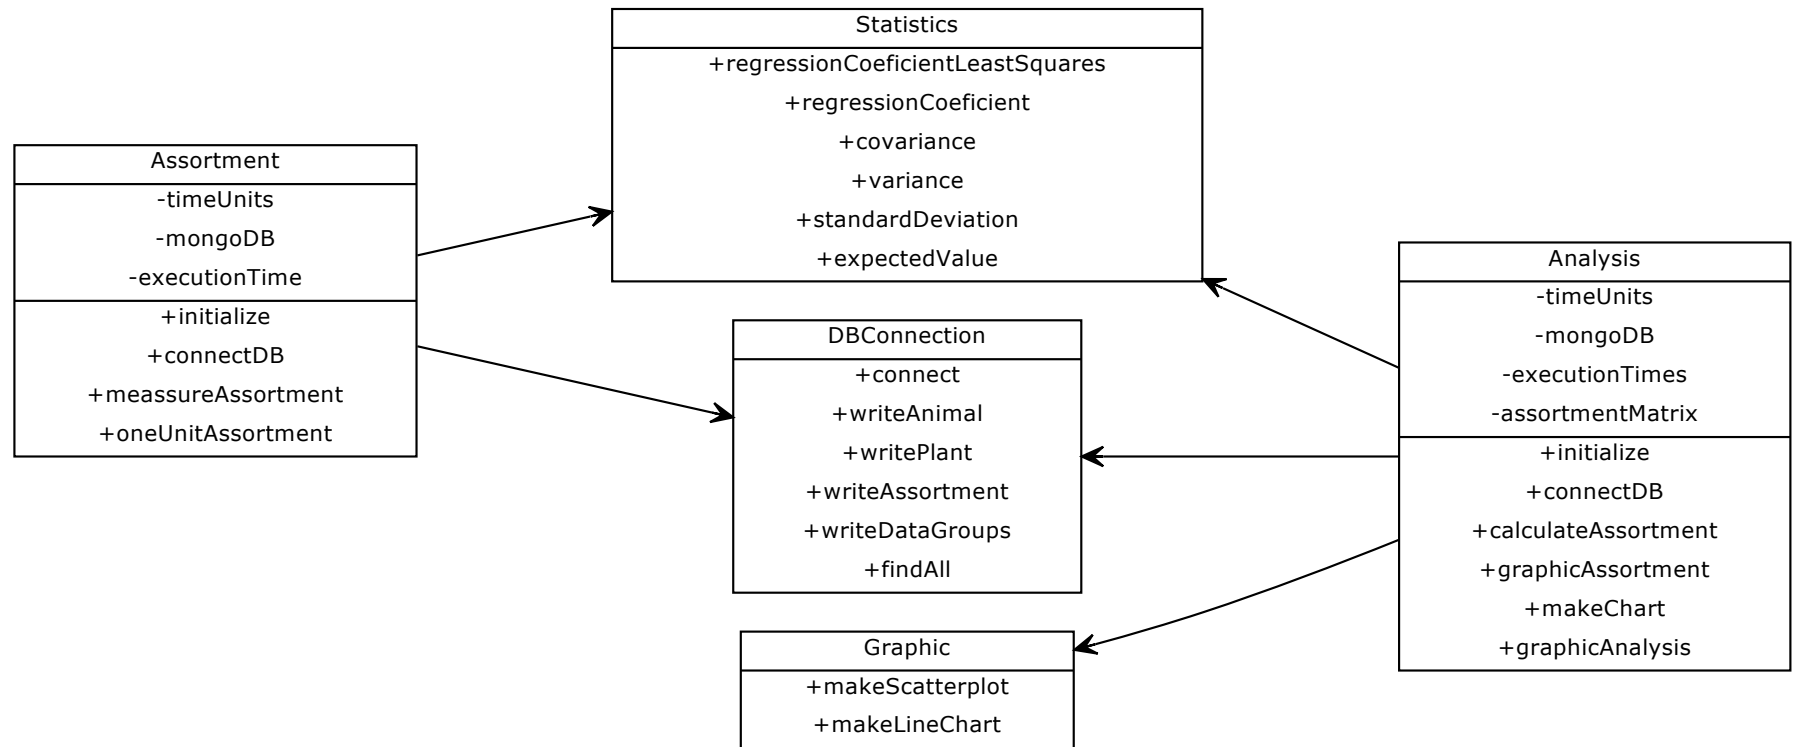 Statistics
+regressionCoeficientLeastSquares
+regressionCoeficient
+covariance
+variance
+standardDeviation
+expectedValue
Assortment
-timeUnits
-mongoDB
-executionTime
+initialize
+connectDB
+meassureAssortment
+oneUnitAssortment
DBConnection
+connect
+writeAnimal
+writePlant
+writeAssortment
+writeDataGroups
+findAll
Analysis
-timeUnits
-mongoDB
-executionTimes
-assortmentMatrix
+initialize
+connectDB
+calculateAssortment
+graphicAssortment
+makeChart
+graphicAnalysis
Graphic
+makeScatterplot
+makeLineChart